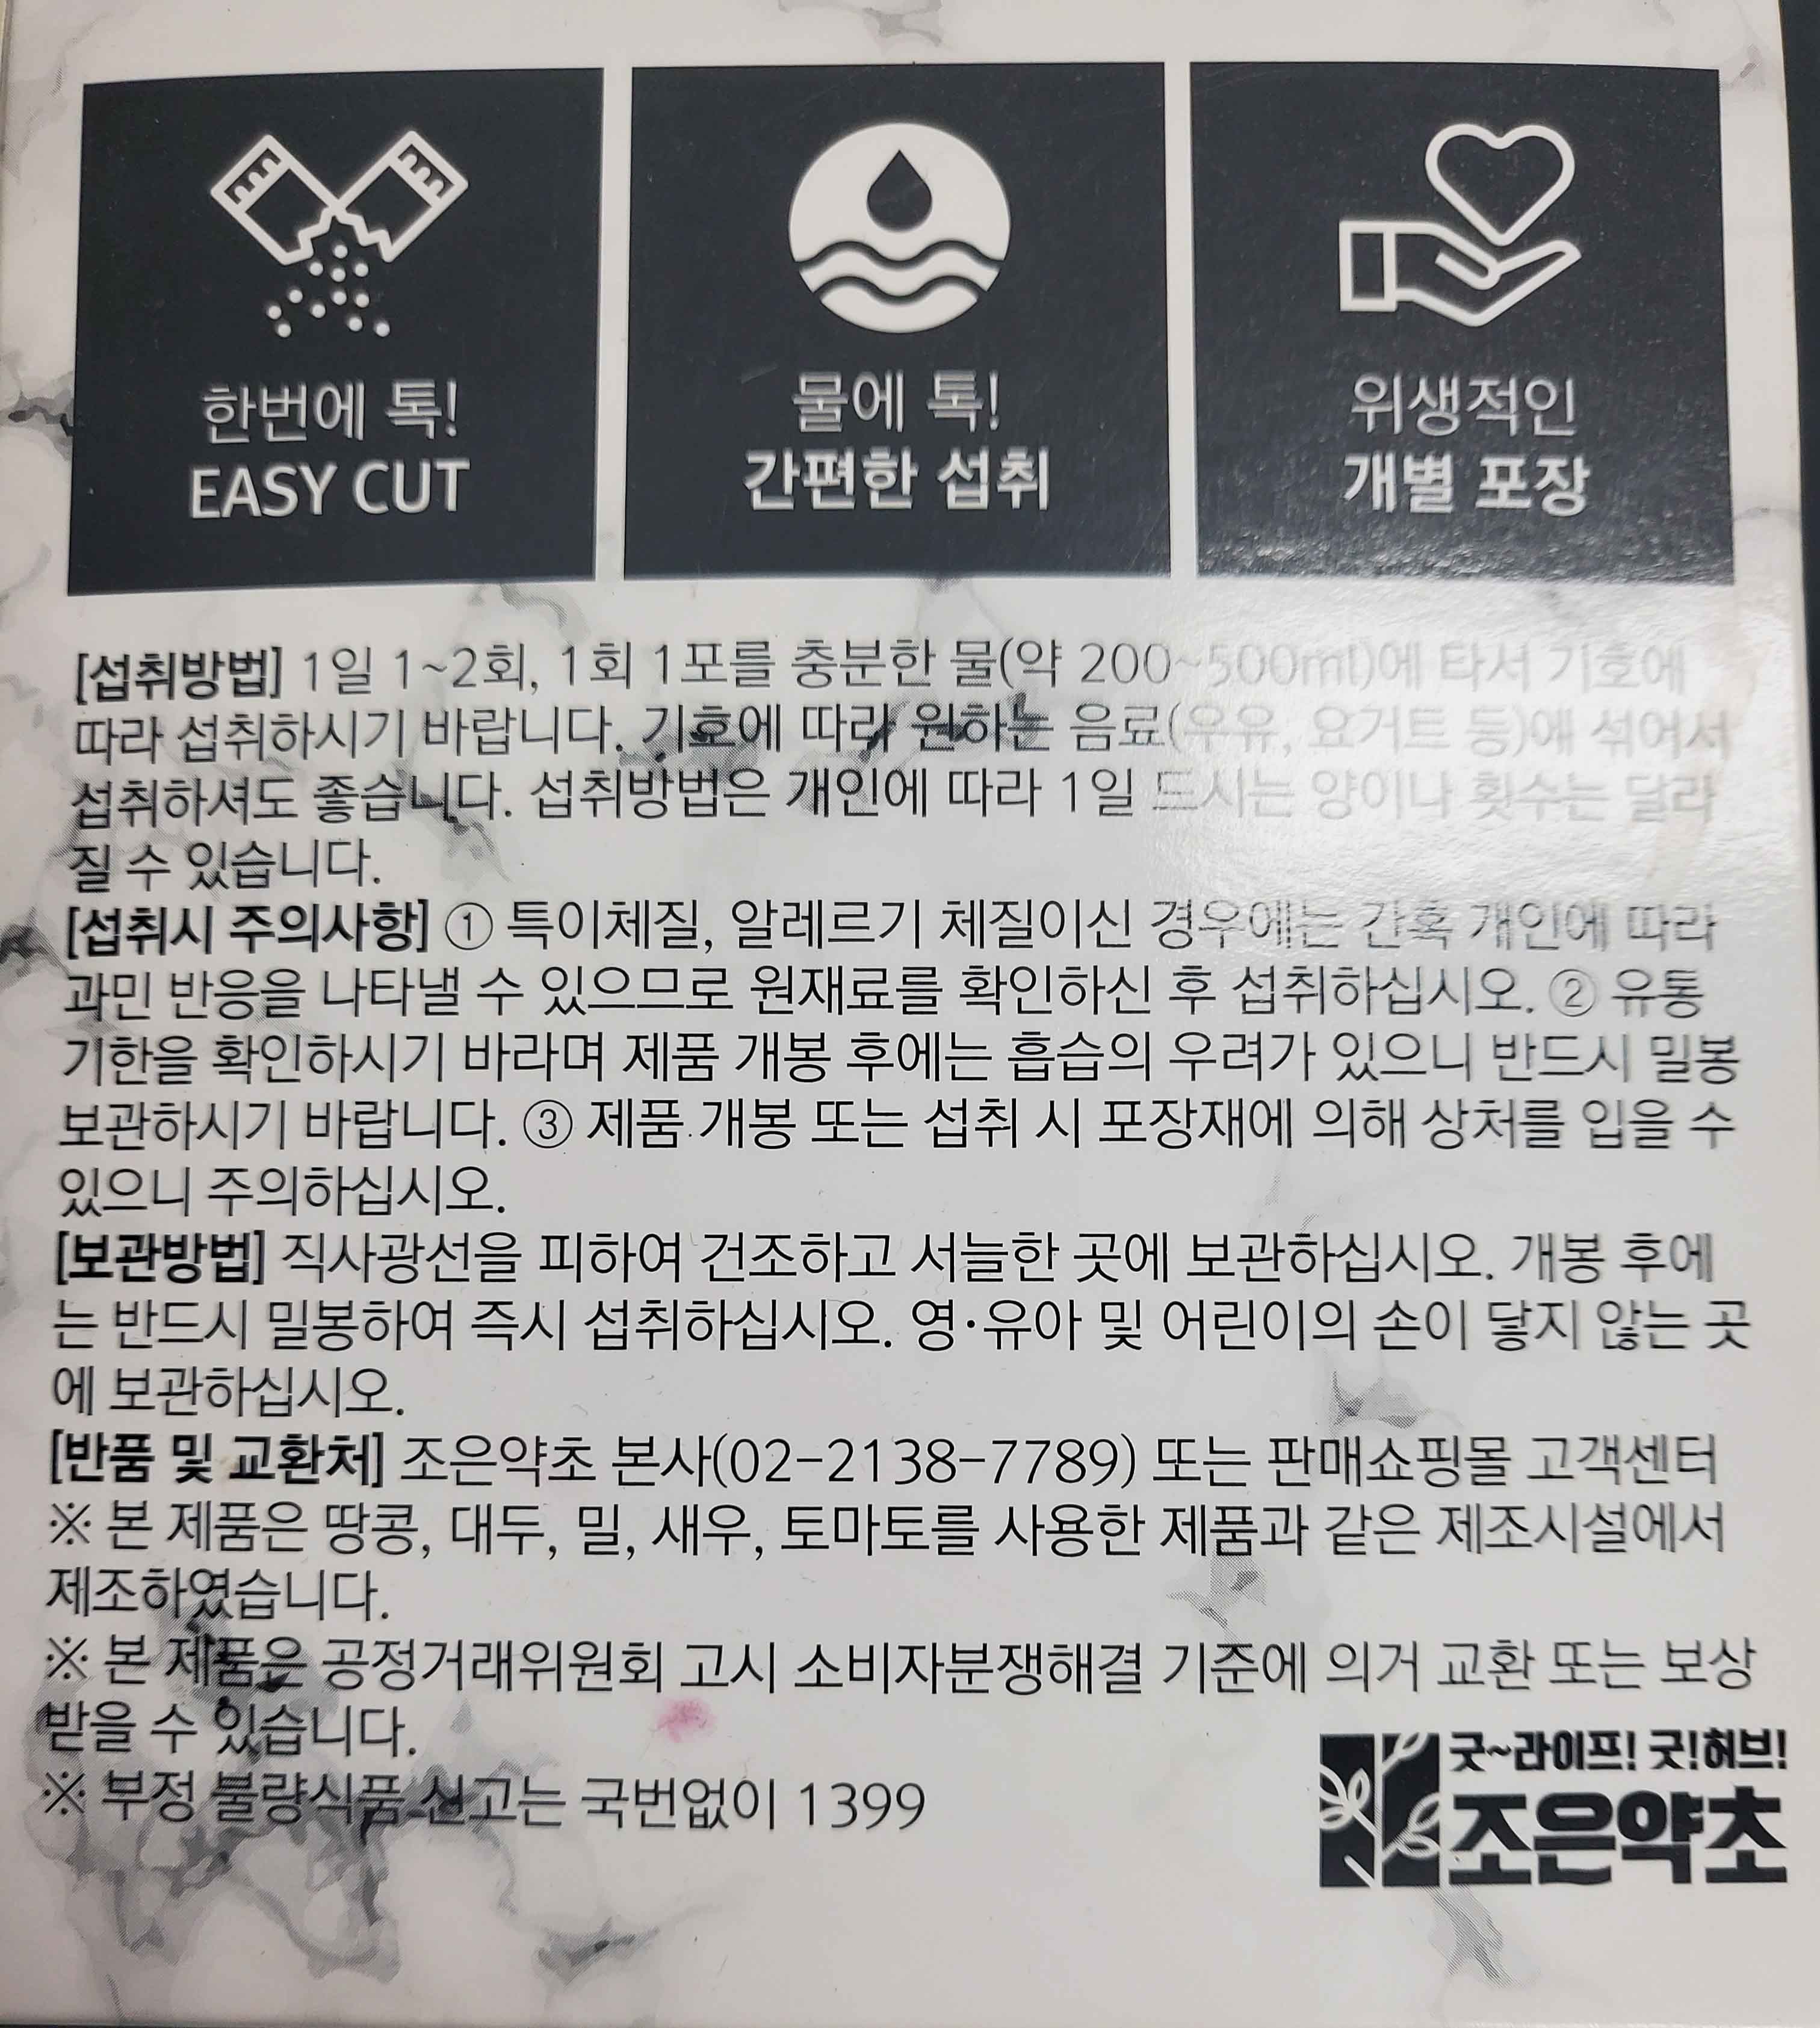 한번에 톡!
EASY CUT
물에 톡!
간편한 섭취
위생적인
개별 포장
[섭취방법] 1일 1~2회, 1회 1포를 충분한 물(약 200~500ml)에 타서 기호에
따라 섭취하시기 바랍니다. 기호에 따라 원하는 음료(우유, 요거트 등)에 섞어서
섭취하셔도 좋습니다. 섭취방법은 개인에 따라 1일 드시는 양이나 횟수는 달라
질 수 있습니다.
[섭취시 주의사항] ① 특이체질, 알레르기 체질이신 경우에는 간혹 개인에 따라
과민 반응을 나타낼 수 있으므로 원재료를 확인하신 후 섭취하십시오. ② 유통
기한을 확인하시기 바라며 제품 개봉 후에는 흡습의 우려가 있으니 반드시 밀봉
보관하시기 바랍니다. ③ 제품 개봉 또는 섭취 시 포장재에 의해 상처를 입을 수
있으니 주의하십시오.
[보관방법] 직사광선을 피하여 건조하고 서늘한 곳에 보관하십시오. 개봉 후에
는 반드시 밀봉하여 즉시 섭취하십시오. 영·유아 및 어린이의 손이 닿지 않는 곳
에 보관하십시오.
[반품 및 교환처] 조은약초 본사(02-2138-7789) 또는 판매쇼핑몰 고객센터
※ 본 제품은 땅콩, 대두, 밀, 새우, 토마토를 사용한 제품과 같은 제조시설에서
제조하였습니다.
※ 본 제품은 공정거래위원회 고시 소비자분쟁해결 기준에 의거 교환 또는 보상
받을 수 있습니다.
※ 부정 불량식품 신고는 국번없이 1399
굿~라이프! 굿!허브!
조은약초